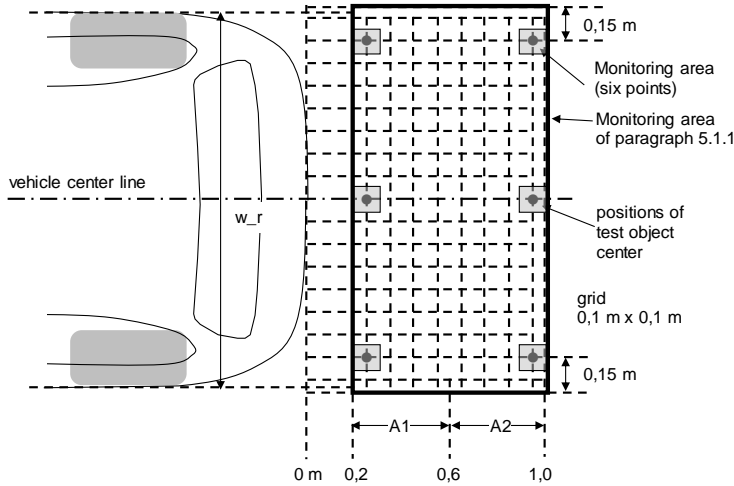 0,15 m
Monitoring area
(six points)
Monitoring area
of paragraph 5.1.1
vehicle center line
w_r
positions of
test object
center
grid
0,1 m x 0,1 m
0,15 m
A1
A2
0 m
0,2
0,6
1,0